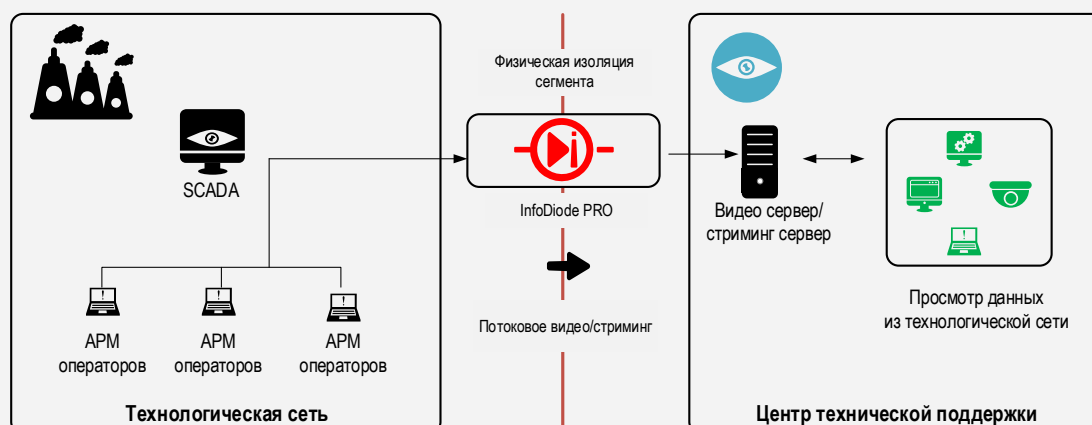 SCADA
АРМ
операторов
АРМ
операторов
АРМ
операторов
Технологическая сеть
Физическая изоляция
сегмента
InfoDiode PRO
Потоковое видео/стриминг
Видео сервер/
стриминг сервер
Просмотр данных
из технологической сети
Центр технической поддержки